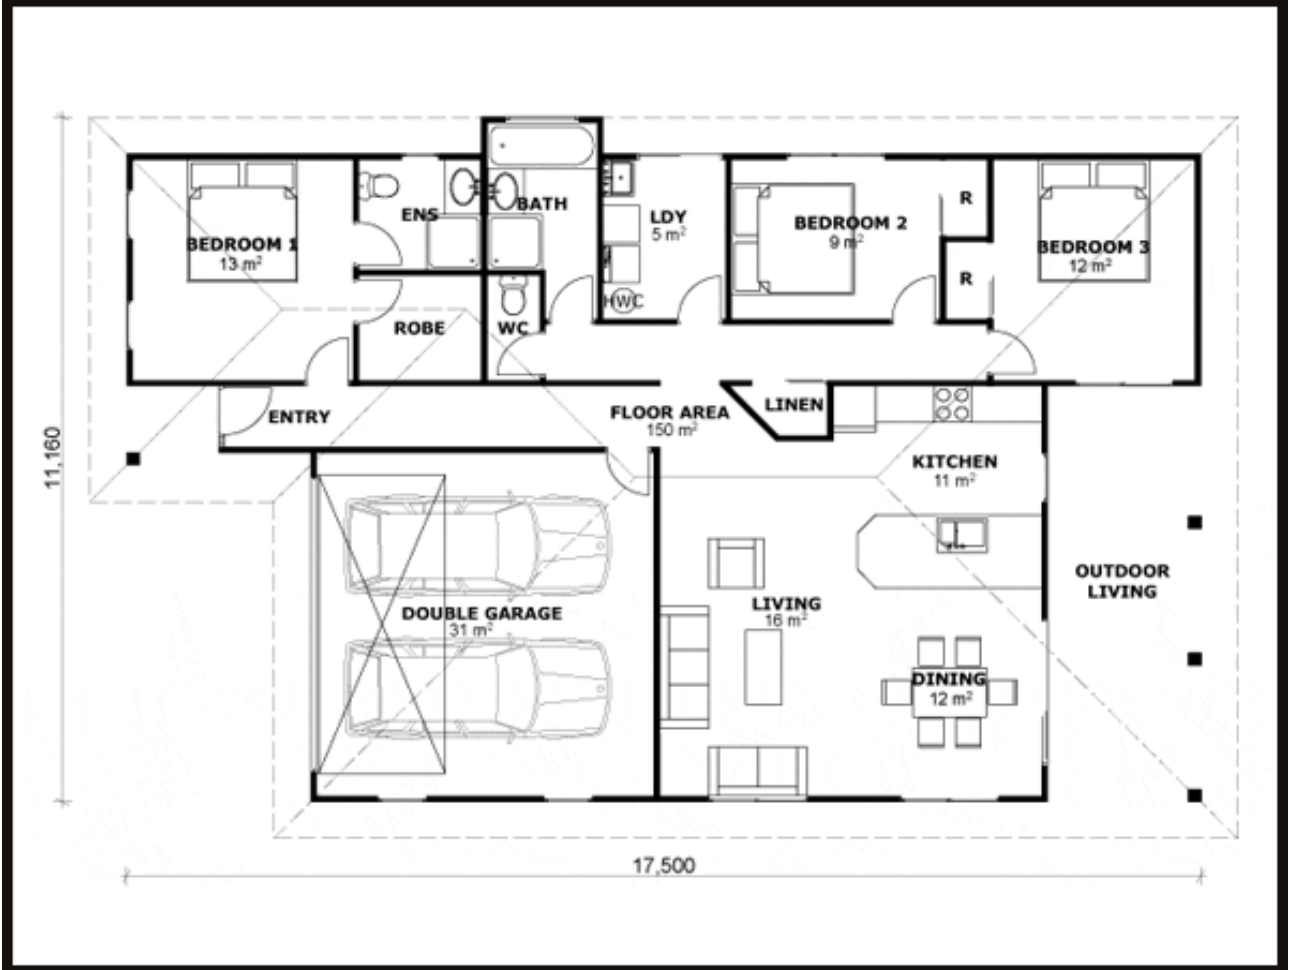 R
ENS
BATH
LDY
5 m²
BEDROOM 2
9 m²
BEDROOM 1
13 m²
BEDROOM 3
12 m²
R
HWC
ROBE
WC
ENTRY
FLOOR AREA
150 m²
LINEN
KITCHEN
11 m²
11,160
OUTDOOR
LIVING
LIVING
16 m²
DOUBLE GARAGE
31 m²
DINING
12 m²
17,500